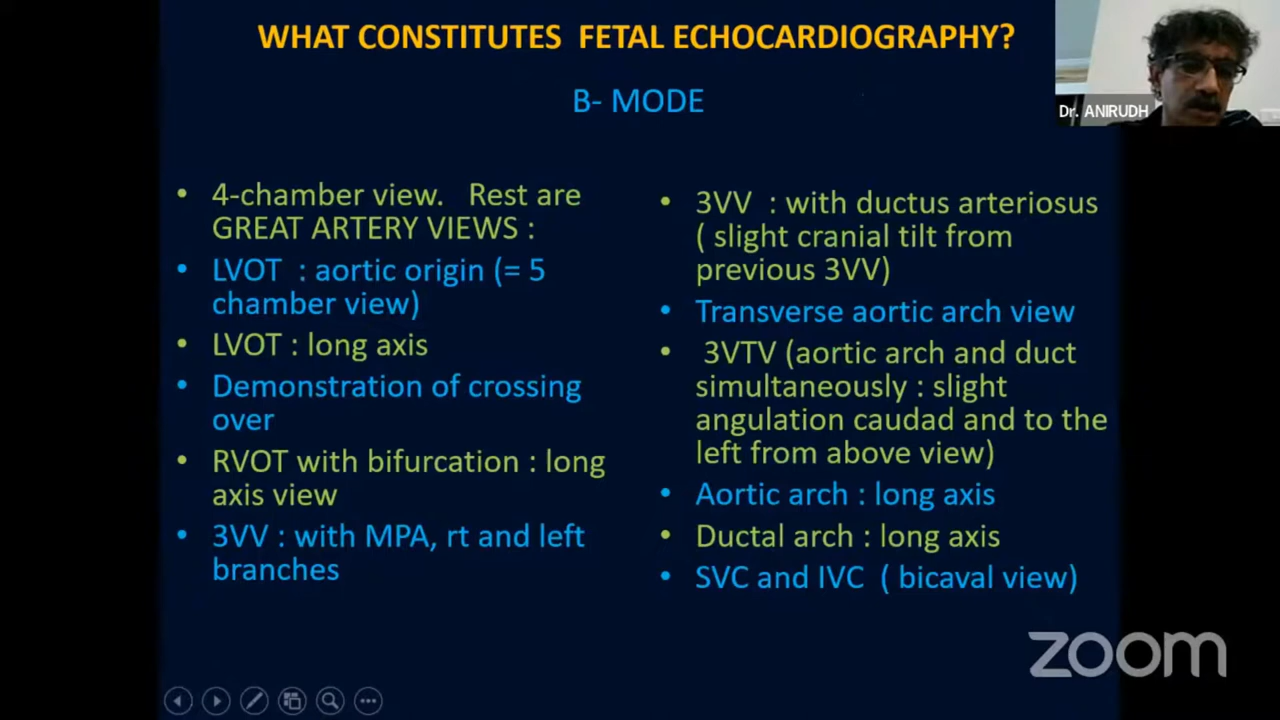 WHAT CONSTITUTES FETAL ECHOCARDIOGRAPHY?
B- MODE
Dr. ANIRUDH
• 4-chamber view. Rest are
GREAT ARTERY VIEWS :
• LVOT : aortic origin (= 5
chamber view)
• LVOT : long axis
• Demonstration of crossing
over
• RVOT with bifurcation : long
axis view
• 3VV : with MPA, rt and left
branches
• 3VV : with ductus arteriosus
( slight cranial tilt from
previous 3VV)
• Transverse aortic arch view
• 3VTV (aortic arch and duct
simultaneously : slight
angulation caudad and to the
left from above view)
• Aortic arch : long axis
• Ductal arch : long axis
• SVC and IVC ( bicaval view)
zoom